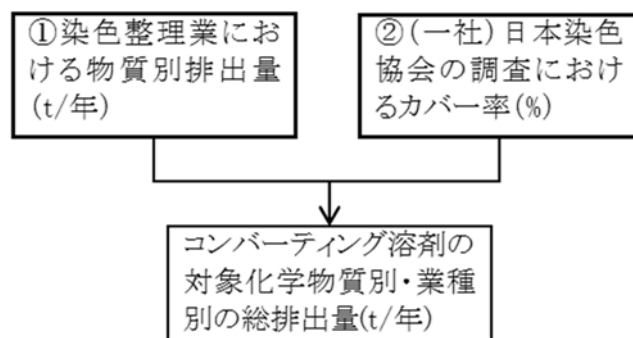 ①染色整理業にお
ける物質別排出量
(t/年)
②(一社)日本染色
協会の調査におけ
るカバー率(%)
コンバーティング溶剤の
対象化学物質別・業種
別の総排出量(t/年)